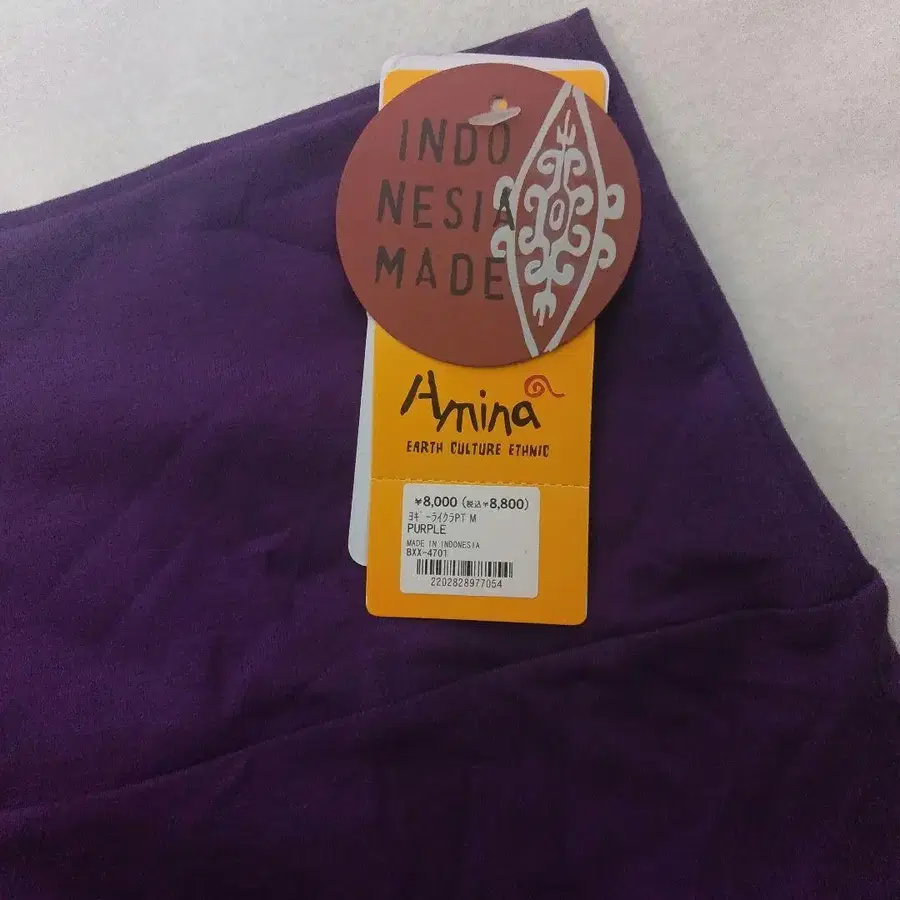 INDO
NESIA
MADE
Amina
EARTH CULTURE ETHNIC
¥8,000 (税込¥8,800)
ﾖｷﾞｰﾗｲｸﾗPT M
PURPLE
MADE IN INDONESIA
BXX-4701
2202828977054